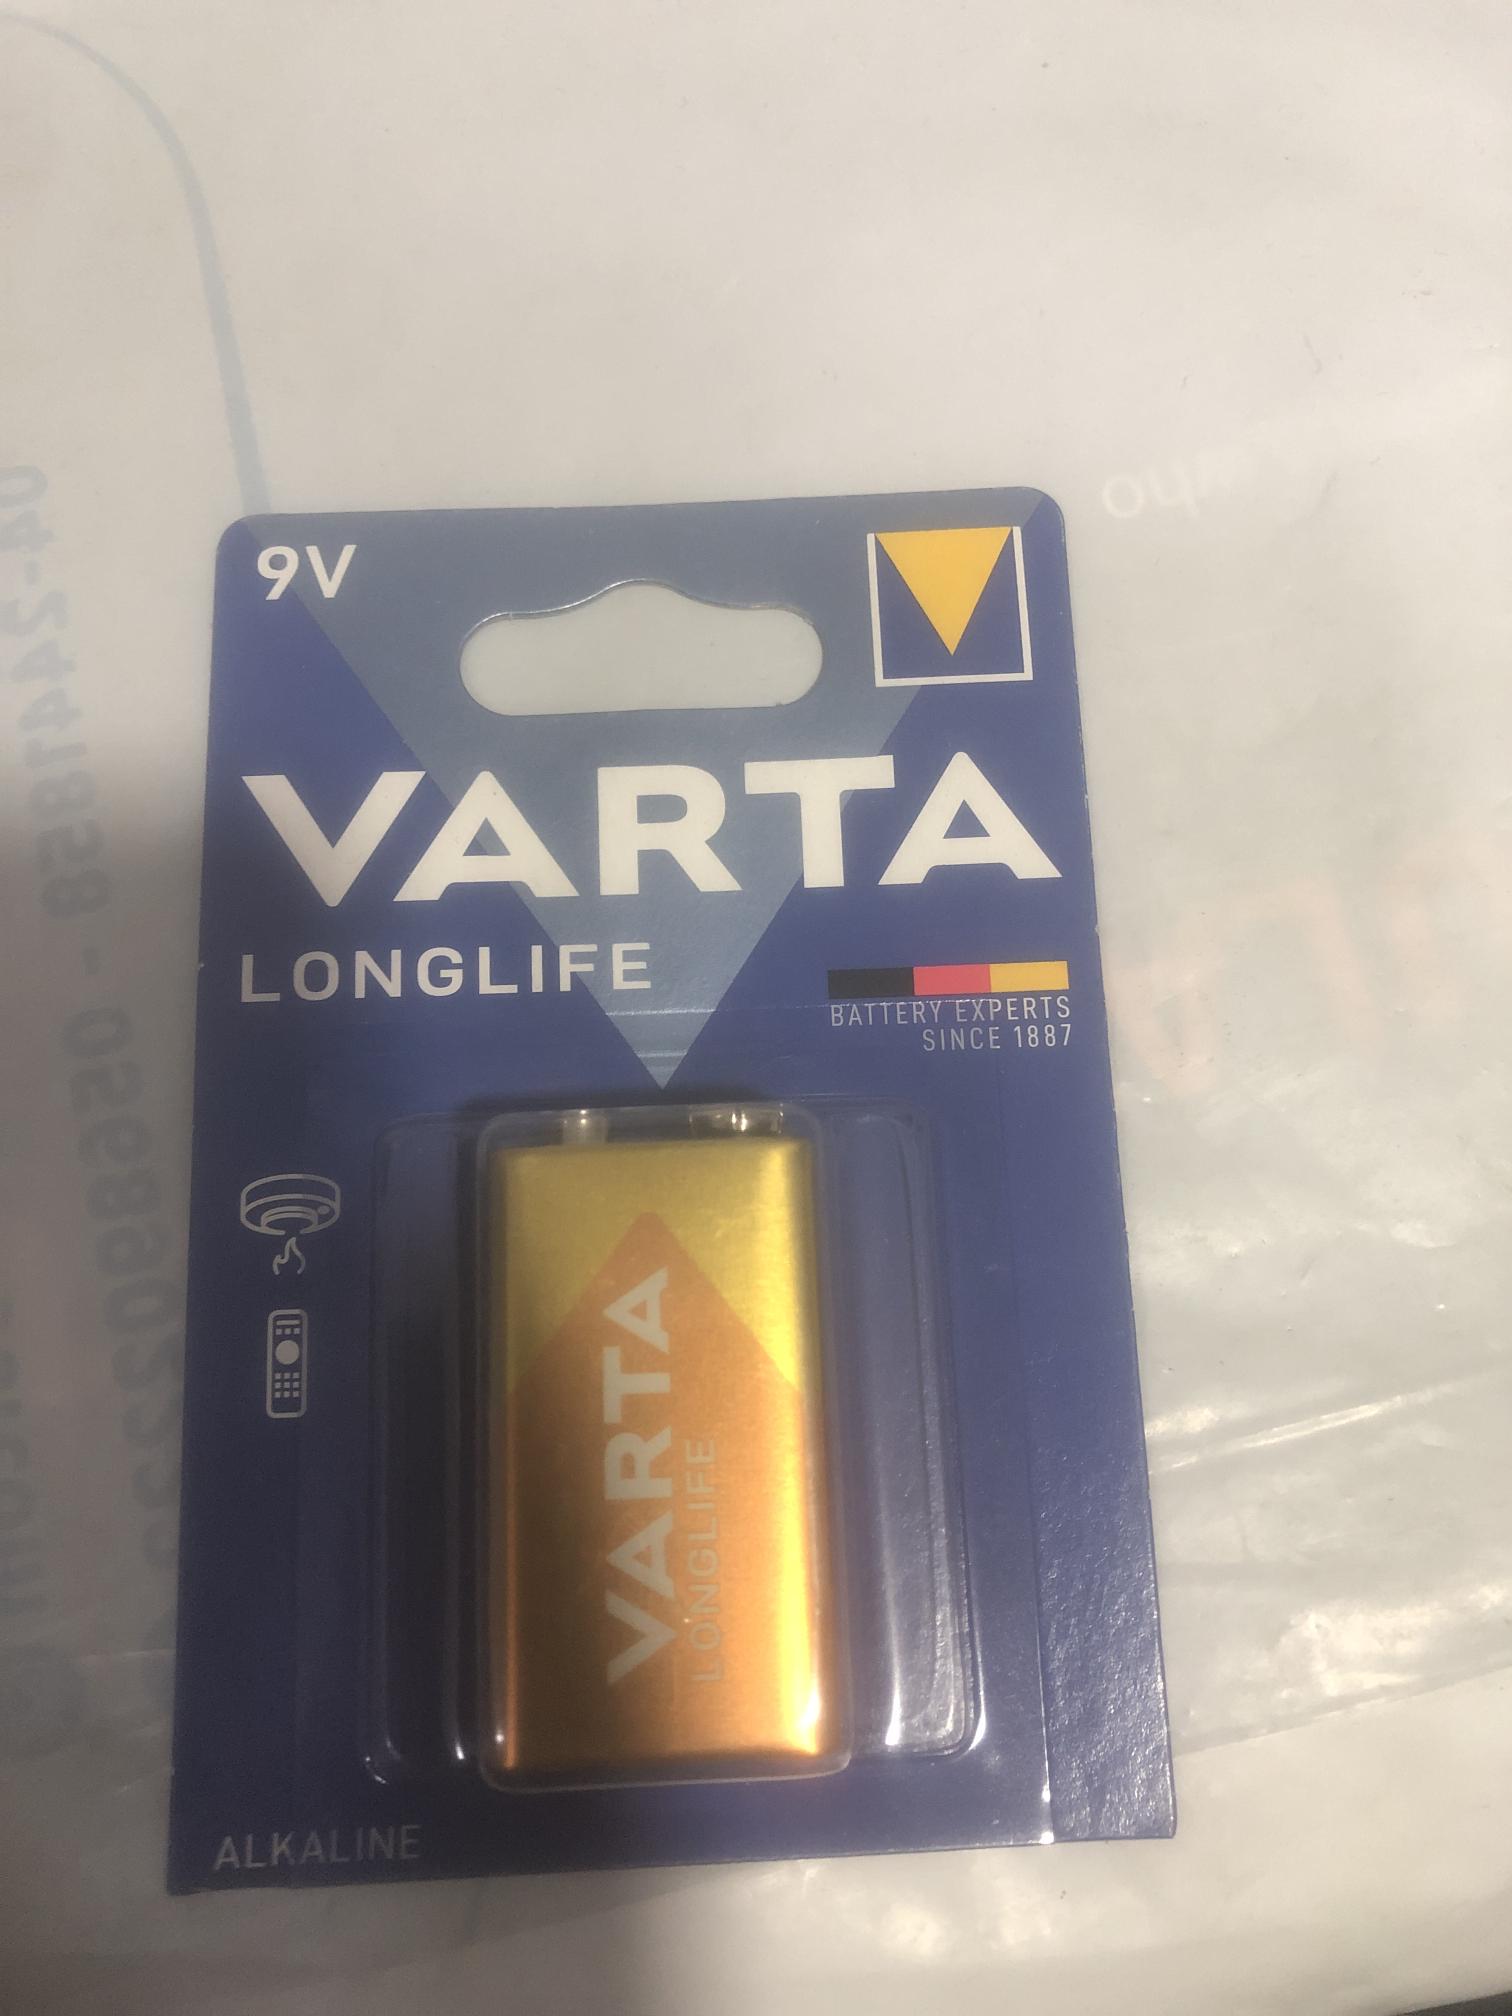 9V
VARTA
LONGLIFE
BATTERY EXPERTS
SINCE 1887
VARTA
LONGLIFE
ALKALINE